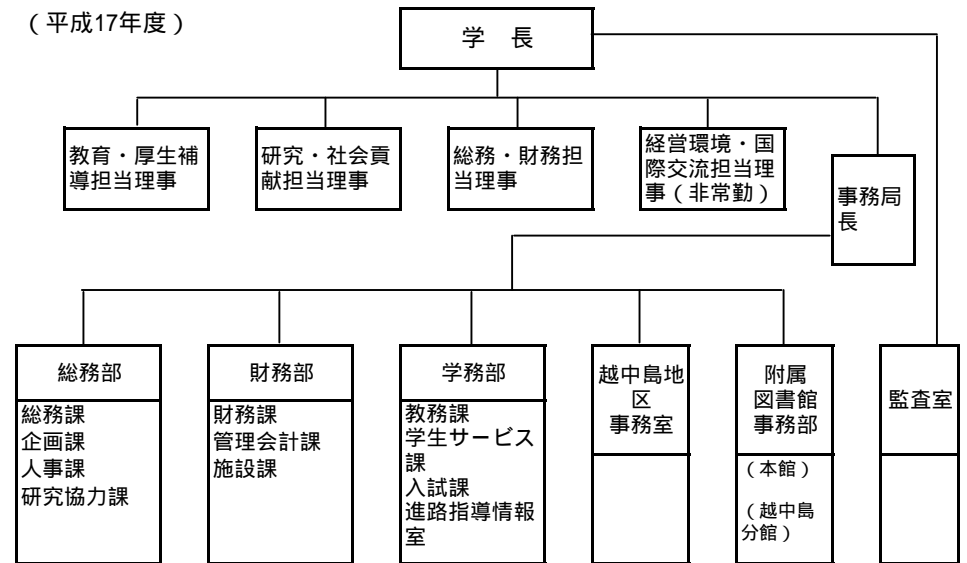 （平成17年度）
学　長
教育・厚生補
導担当理事
研究・社会貢
献担当理事
総務・財務担
当理事
経営環境・国
際交流担当理
事（非常勤）
事務局
長
総務部
総務課
企画課
人事課
研究協力課
財務部
財務課
管理会計課
施設課
学務部
教務課
学生サービス
課
入試課
進路指導情報
室
越中島地
区
事務室
附属
図書館
事務部
（本館）
（越中島
分館）
監査室